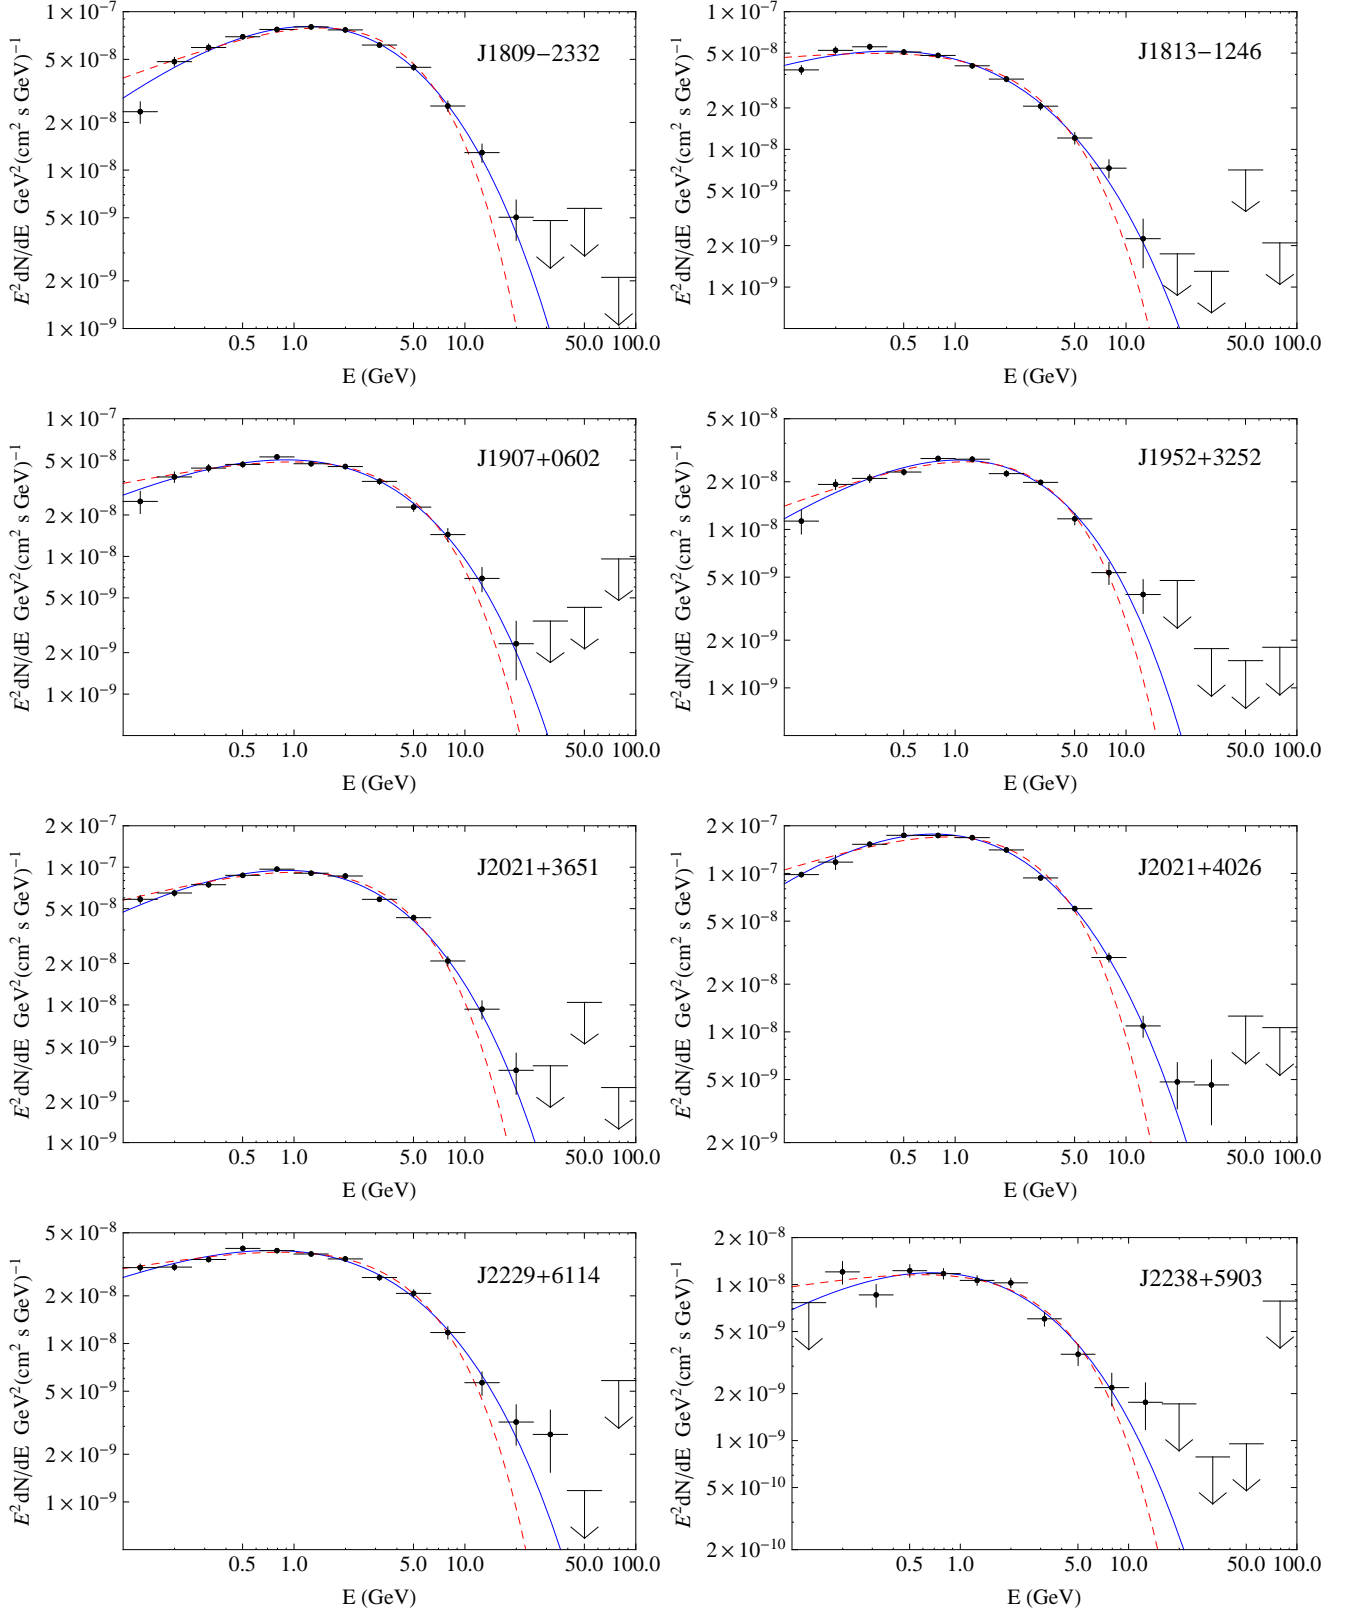 J1809−2332
1×10⁻⁷
5×10⁻⁸
2×10⁻⁸
1×10⁻⁸
5×10⁻⁹
2×10⁻⁹
1×10⁻⁹
E²dN/dE GeV²(cm² s GeV)⁻¹
0.5 1.0 5.0 10.0 50.0 100.0
E (GeV)
J1813−1246
1×10⁻⁷
5×10⁻⁸
1×10⁻⁸
5×10⁻⁹
1×10⁻⁹
E²dN/dE GeV²(cm² s GeV)⁻¹
0.5 1.0 5.0 10.0 50.0 100.0
E (GeV)
J1907+0602
1×10⁻⁷
5×10⁻⁸
2×10⁻⁸
1×10⁻⁸
5×10⁻⁹
2×10⁻⁹
1×10⁻⁹
E²dN/dE GeV²(cm² s GeV)⁻¹
0.5 1.0 5.0 10.0 50.0 100.0
E (GeV)
J1952+3252
5×10⁻⁸
2×10⁻⁸
1×10⁻⁸
5×10⁻⁹
2×10⁻⁹
1×10⁻⁹
E²dN/dE GeV²(cm² s GeV)⁻¹
0.5 1.0 5.0 10.0 50.0 100.0
E (GeV)
J2021+3651
2×10⁻⁷
1×10⁻⁷
5×10⁻⁸
2×10⁻⁸
1×10⁻⁸
5×10⁻⁹
2×10⁻⁹
1×10⁻⁹
E²dN/dE GeV²(cm² s GeV)⁻¹
0.5 1.0 5.0 10.0 50.0 100.0
E (GeV)
J2021+4026
2×10⁻⁷
1×10⁻⁷
5×10⁻⁸
2×10⁻⁸
1×10⁻⁸
5×10⁻⁹
2×10⁻⁹
E²dN/dE GeV²(cm² s GeV)⁻¹
0.5 1.0 5.0 10.0 50.0 100.0
E (GeV)
J2229+6114
5×10⁻⁸
2×10⁻⁸
1×10⁻⁸
5×10⁻⁹
2×10⁻⁹
1×10⁻⁹
E²dN/dE GeV²(cm² s GeV)⁻¹
0.5 1.0 5.0 10.0 50.0 100.0
E (GeV)
J2238+5903
2×10⁻⁸
1×10⁻⁸
5×10⁻⁹
2×10⁻⁹
1×10⁻⁹
5×10⁻¹⁰
2×10⁻¹⁰
E²dN/dE GeV²(cm² s GeV)⁻¹
0.5 1.0 5.0 10.0 50.0 100.0
E (GeV)